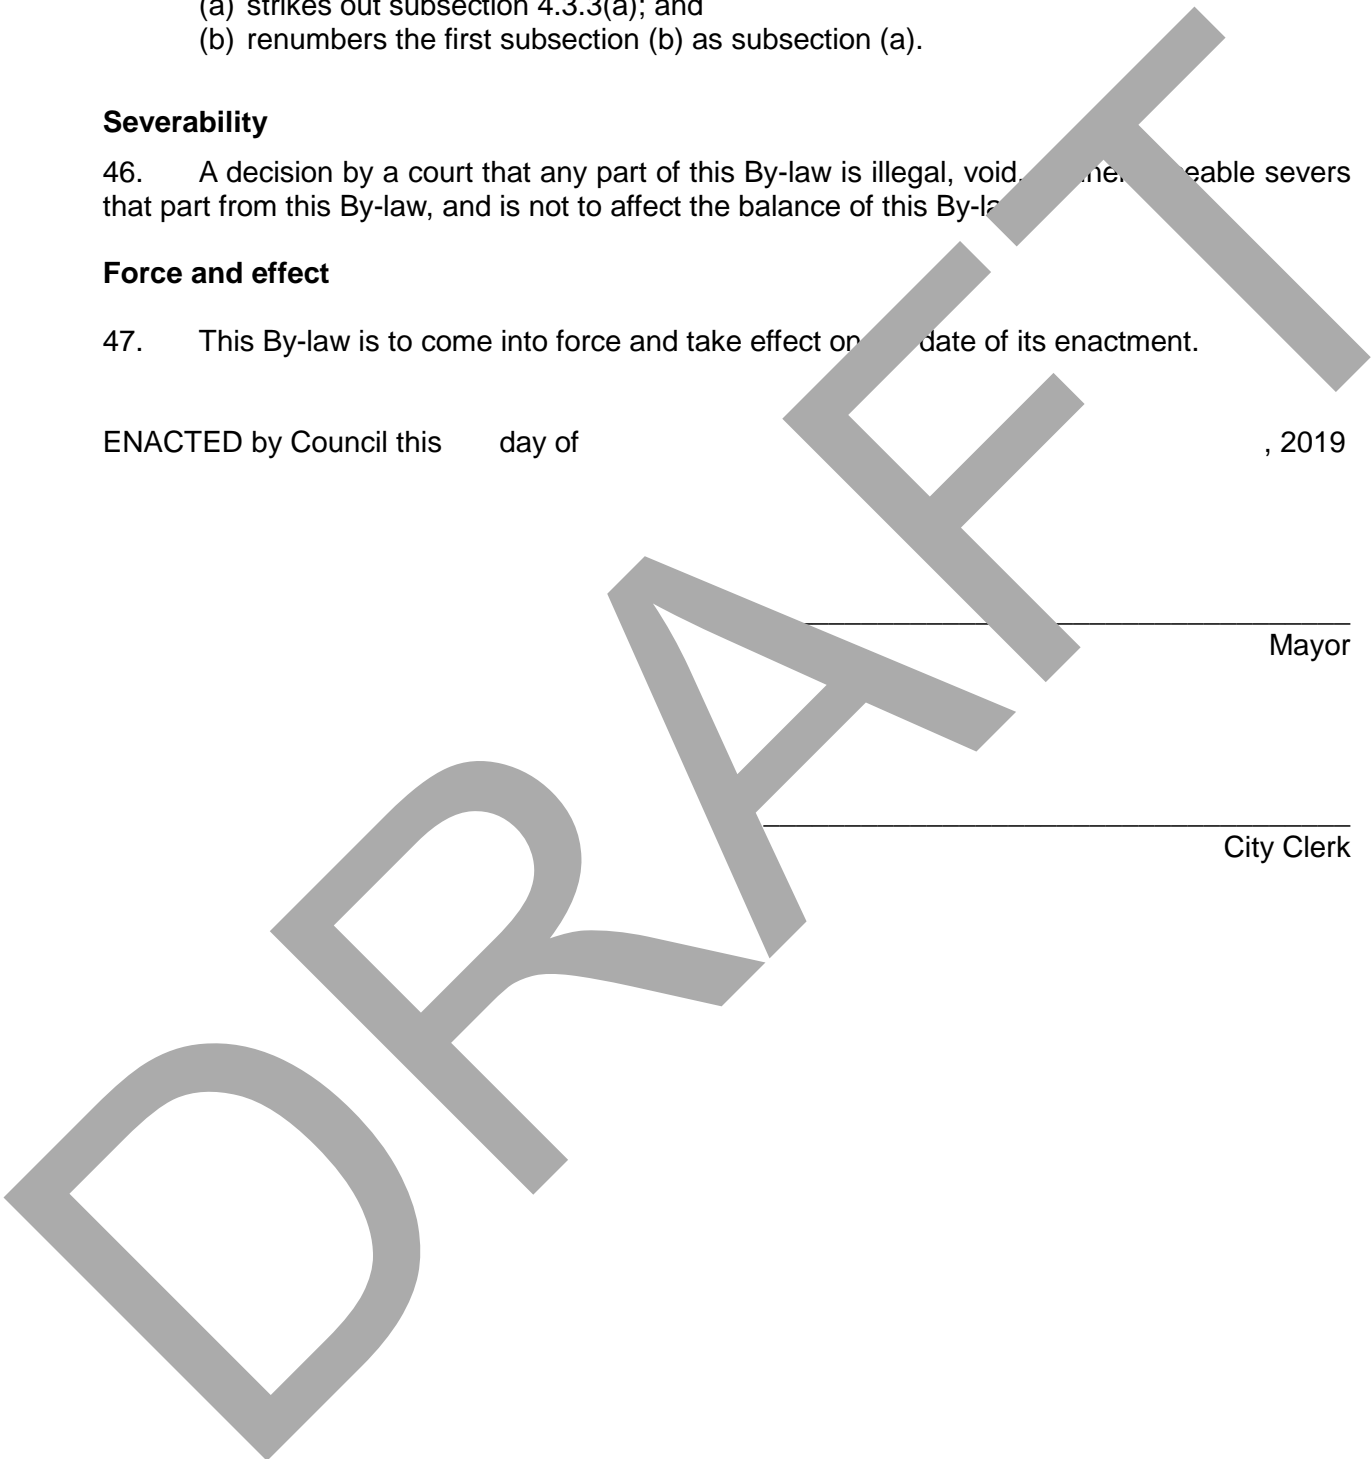 (a) strikes out subsection 4.3.3(a); and
(b) renumbers the first subsection (b) as subsection (a).
Severability
46. A decision by a court that any part of this By-law is illegal, void, severs
that part from this By-law, and is not to affect the balance of this
Force and effect
47. This By-law is to come into force and take effect on date of its enactment.
ENACTED by Council this day of , 2019
Mayor
City Clerk
DRAFT